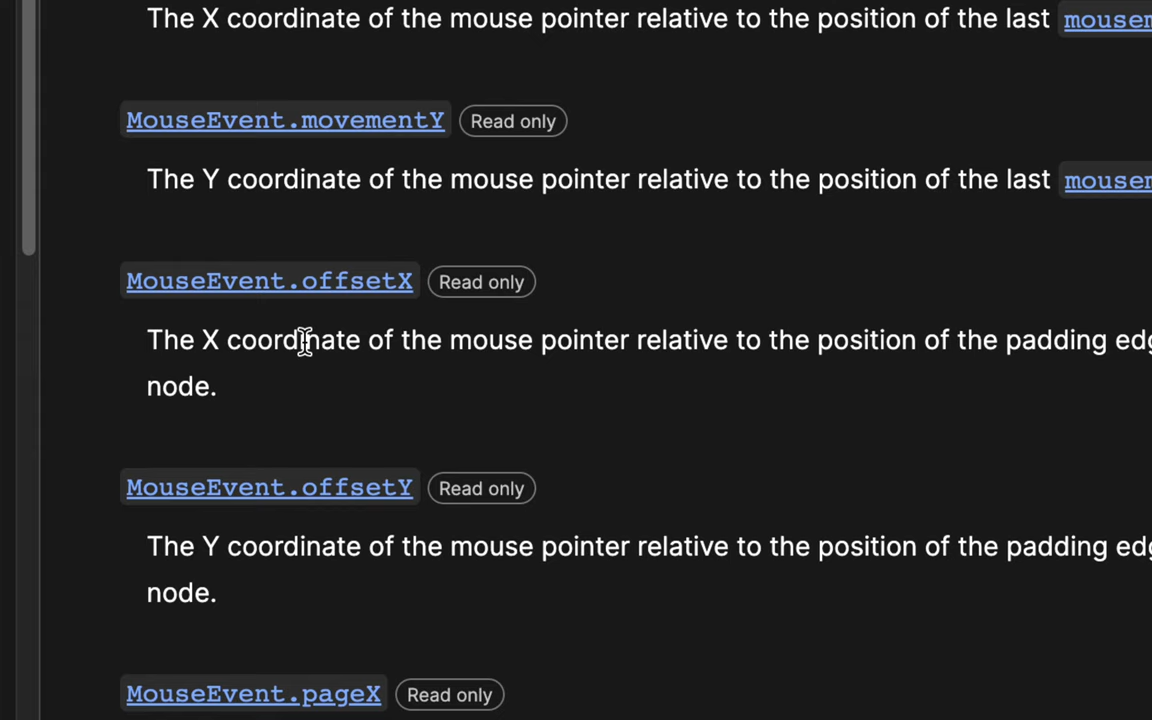 The X coordinate of the mouse pointer relative to the position of the last
MouseEvent.movementY Read only
The Y coordinate of the mouse pointer relative to the position of the last
MouseEvent.offsetX Read only
The X coordinate of the mouse pointer relative to the position of the padding
node.
MouseEvent.offsetY Read only
The Y coordinate of the mouse pointer relative to the position of the padding
node.
MouseEvent.pageX Read only